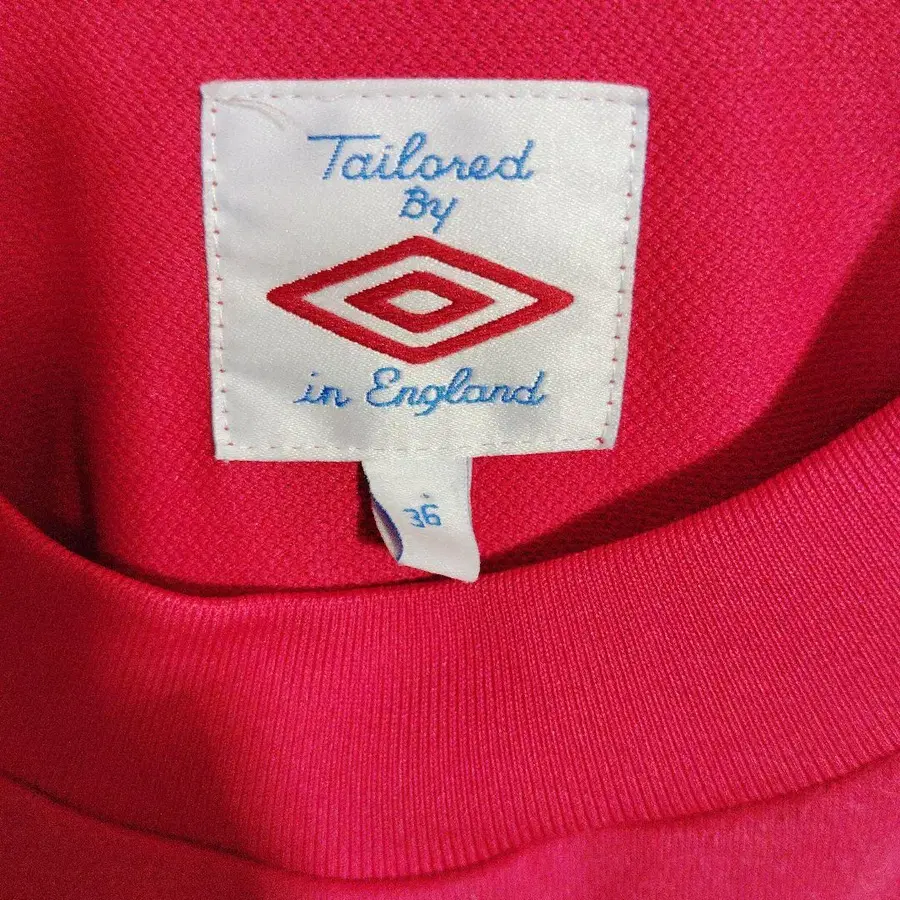 Tailored
By
in England
36